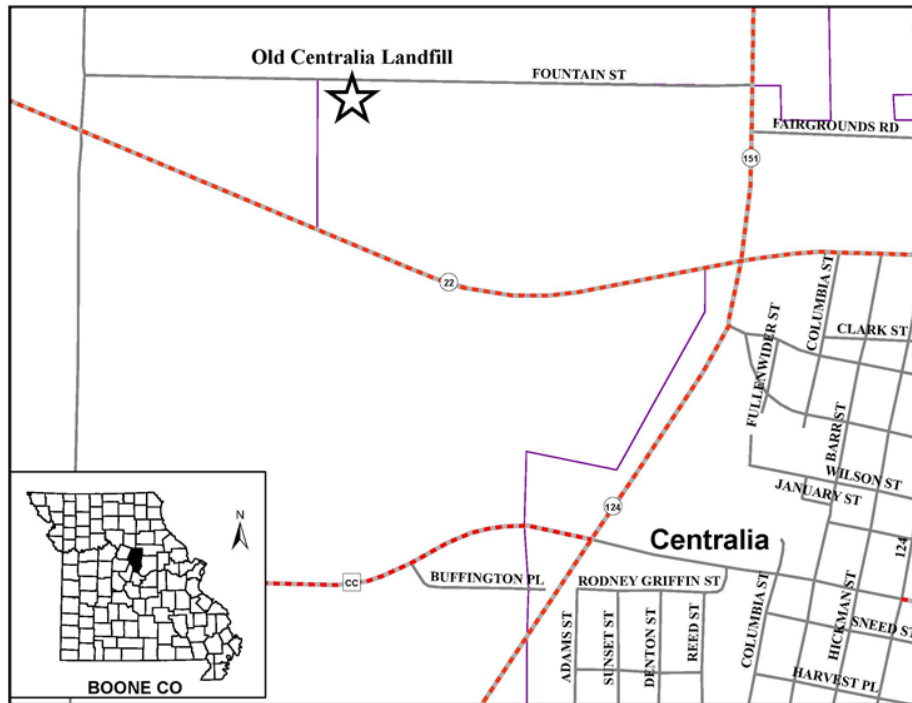 Old Centralia Landfill
FOUNTAIN ST
FAIRGROUNDS RD
151
22
COLUMBIA ST
FULLENWIDER ST
CLARK ST
BARR ST
WILSON ST
JANUARY ST
124
124
Centralia
N
CC
BUFFINGTON PL
RODNEY GRIFFIN ST
ADAMS ST
SUNSET ST
DENTON ST
REED ST
COLUMBIA ST
HICKMAN ST
SNEED ST
HARVEST PL
BOONE CO